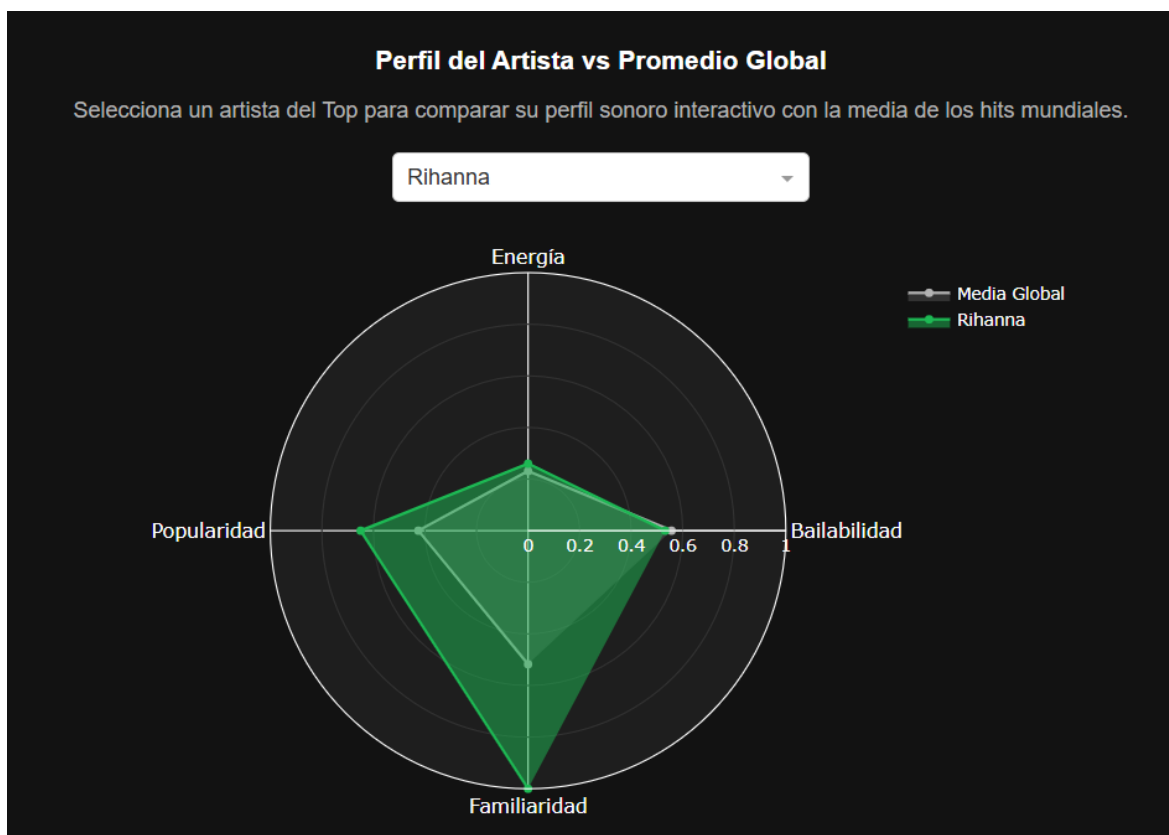 Perfil del Artista vs Promedio Global
Selecciona un artista del Top para comparar su perfil sonoro interactivo con la media de los hits mundiales.
Rihanna
Energía
Media Global
Rihanna
Popularidad
Bailabilidad
0 0.2 0.4 0.6 0.8 1
Familiaridad